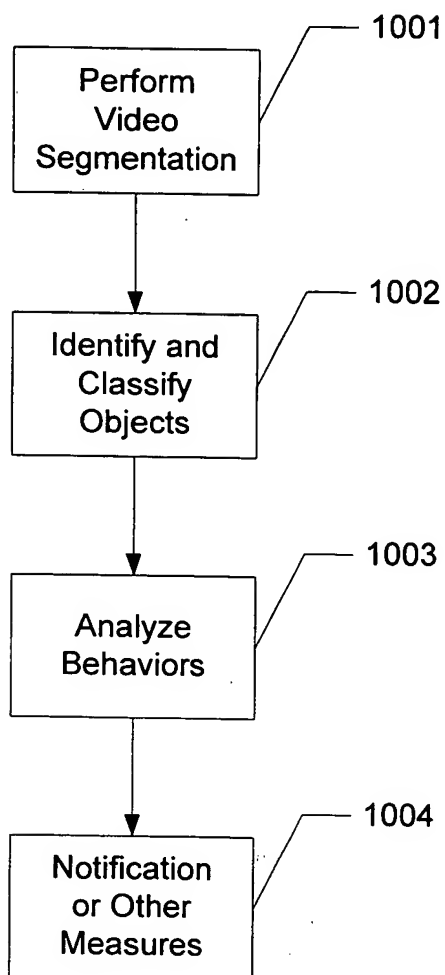 1001
Perform
Video
Segmentation
1002
Identify and
Classify
Objects
1003
Analyze
Behaviors
1004
Notification
or Other
Measures